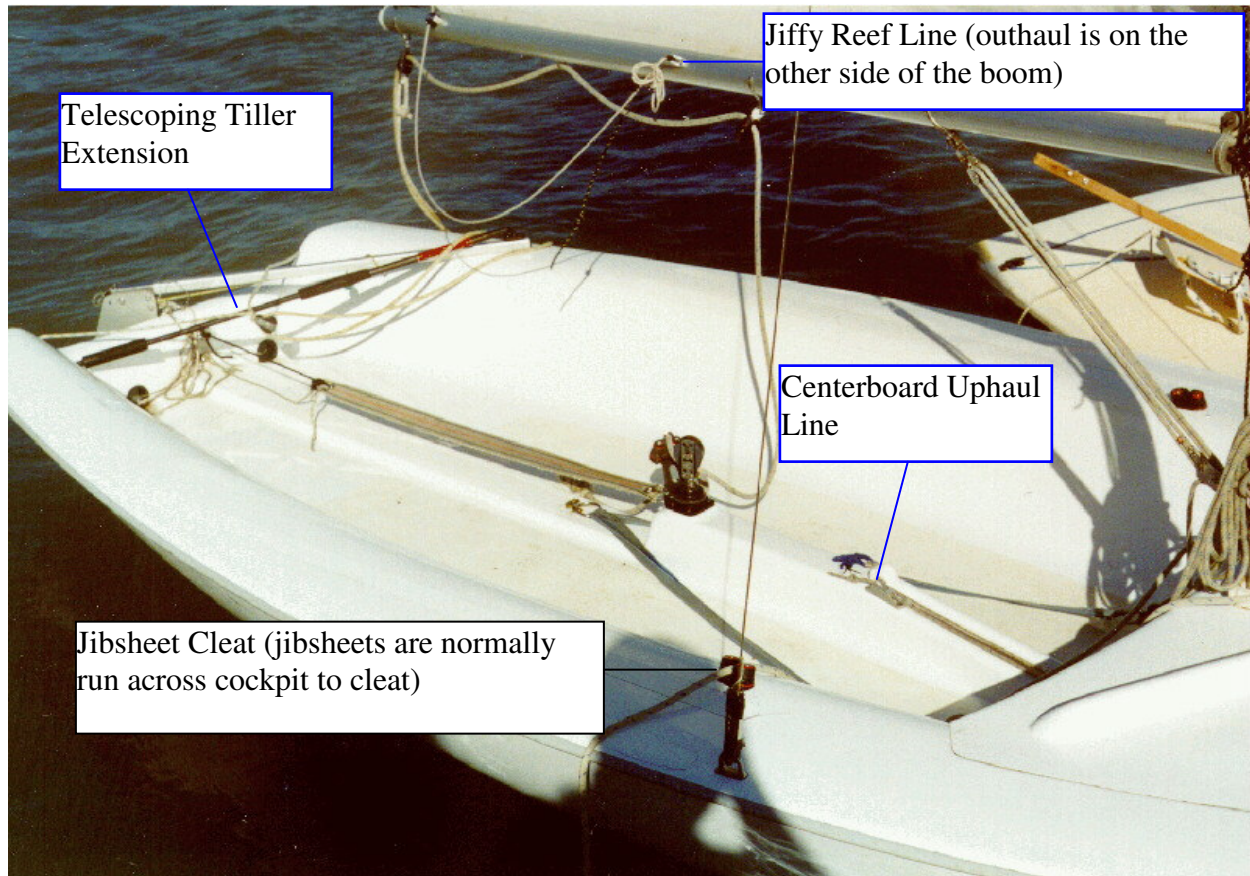 Jiffy Reef Line (outhaul is on the
other side of the boom)
Telescoping Tiller
Extension
Centerboard Uphaul
Line
Jibsheet Cleat (jibsheets are normally
run across cockpit to cleat)